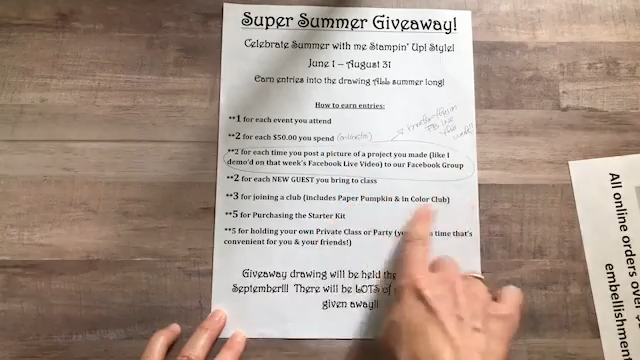 Super Summer Giveaway!
Celebrate Summer with me Stampin' Up! Style!
June 1 – August 31
Earn entries into the drawing ALL summer long!
How to earn entries:
**1 for each event you attend
**2 for each $50.00 you spend
**2 for each time you post a picture of a project you made (like I
demo'd on that week's Facebook Live Video) to our Facebook Group
**2 for each NEW GUEST you bring to class
**3 for joining a club (includes Paper Pumpkin & in Color Club)
**5 for Purchasing the Starter Kit
**5 for holding your own Private Class or Party a time that's
convenient for you & your friends!)
Giveaway drawing will be held
September!!! There will be LOTS of
given away!!
All online orders over
embellishment